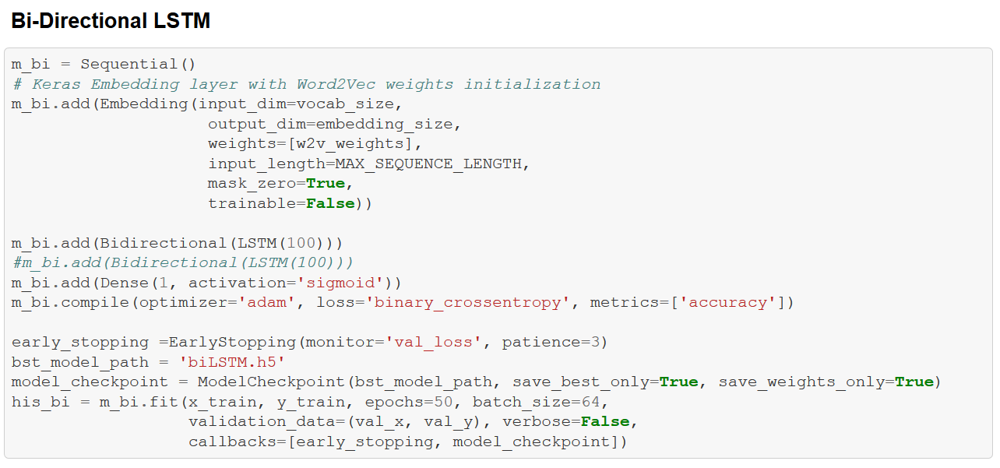 Bi-Directional LSTM
m_bi = Sequential()
# Keras Embedding layer with Word2Vec weights initialization
m_bi.add(Embedding(input_dim=vocab_size,
                    output_dim=embedding_size,
                    weights=[w2v_weights],
                    input_length=MAX_SEQUENCE_LENGTH,
                    mask_zero=True,
                    trainable=False))
m_bi.add(Bidirectional(LSTM(100)))
#m_bi.add(Bidirectional(LSTM(100)))
m_bi.add(Dense(1, activation='sigmoid'))
m_bi.compile(optimizer='adam', loss='binary_crossentropy', metrics=['accuracy'])
early_stopping =EarlyStopping(monitor='val_loss', patience=3)
bst_model_path = 'biLSTM.h5'
model_checkpoint = ModelCheckpoint(bst_model_path, save_best_only=True, save_weights_only=True)
his_bi = m_bi.fit(x_train, y_train, epochs=50, batch_size=64,
                  validation_data=(val_x, val_y), verbose=False,
                  callbacks=[early_stopping, model_checkpoint])